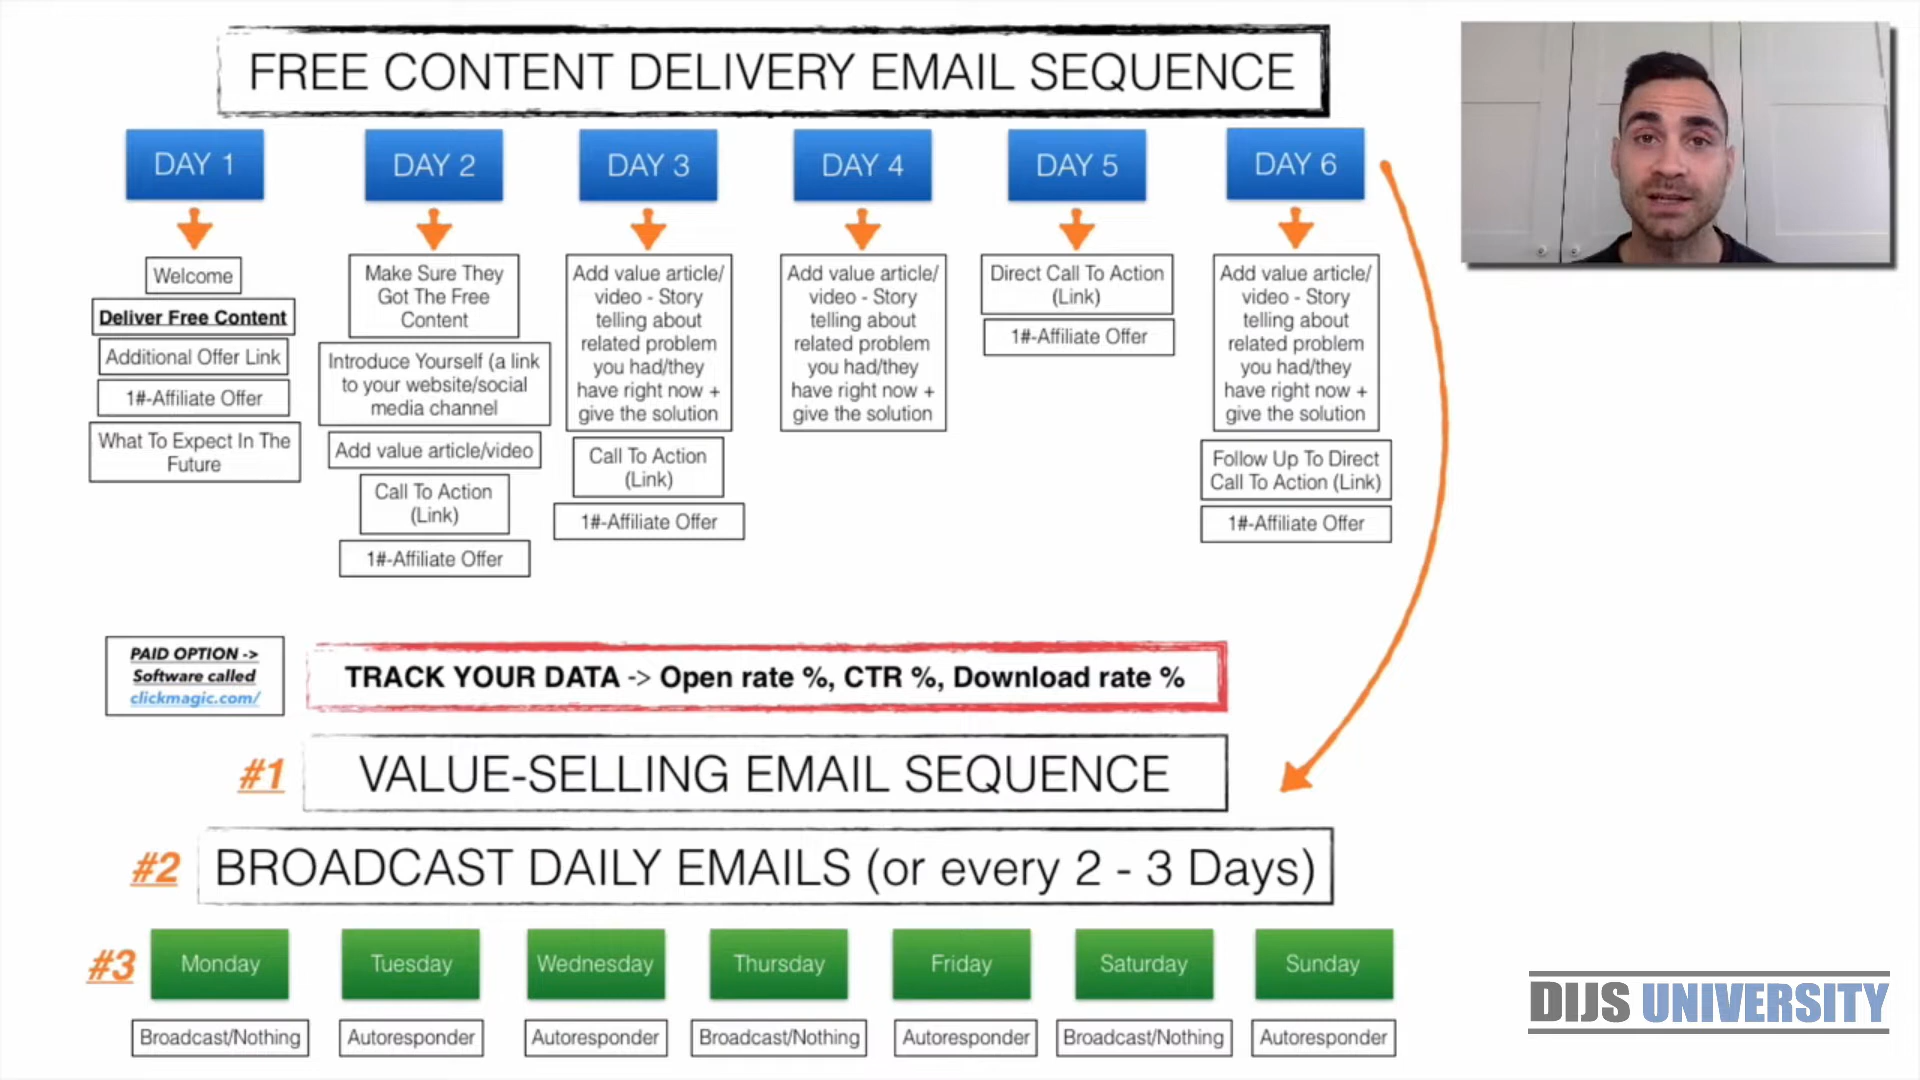 FREE CONTENT DELIVERY EMAIL SEQUENCE
DAY 1
DAY 2
DAY 3
DAY 4
DAY 5
DAY 6
Welcome
Deliver Free Content
Additional Offer Link
1#-Affiliate Offer
What To Expect In The
Future
Make Sure They
Got The Free
Content
Introduce Yourself (a link
to your website/social
media channel
Add value article/video
Call To Action
(Link)
1#-Affiliate Offer
Add value article/
video - Story
telling about
related problem
you had/they
have right now +
give the solution
Call To Action
(Link)
1#-Affiliate Offer
Add value article/
video - Story
telling about
related problem
you had/they
have right now +
give the solution
Direct Call To Action
(Link)
1#-Affiliate Offer
Add value article/
video - Story
telling about
related problem
you had/they
have right now +
give the solution
Follow Up To Direct
Call To Action (Link)
1#-Affiliate Offer
PAID OPTION ->
Software called
clickmagic.com/
TRACK YOUR DATA -> Open rate %, CTR %, Download rate %
#1 VALUE-SELLING EMAIL SEQUENCE
#2 BROADCAST DAILY EMAILS (or every 2 - 3 Days)
#3
Monday
Tuesday
Wednesday
Thursday
Friday
Saturday
Sunday
Broadcast/Nothing
Autoresponder
Autoresponder
Broadcast/Nothing
Autoresponder
Broadcast/Nothing
Autoresponder
DIJS UNIVERSITY